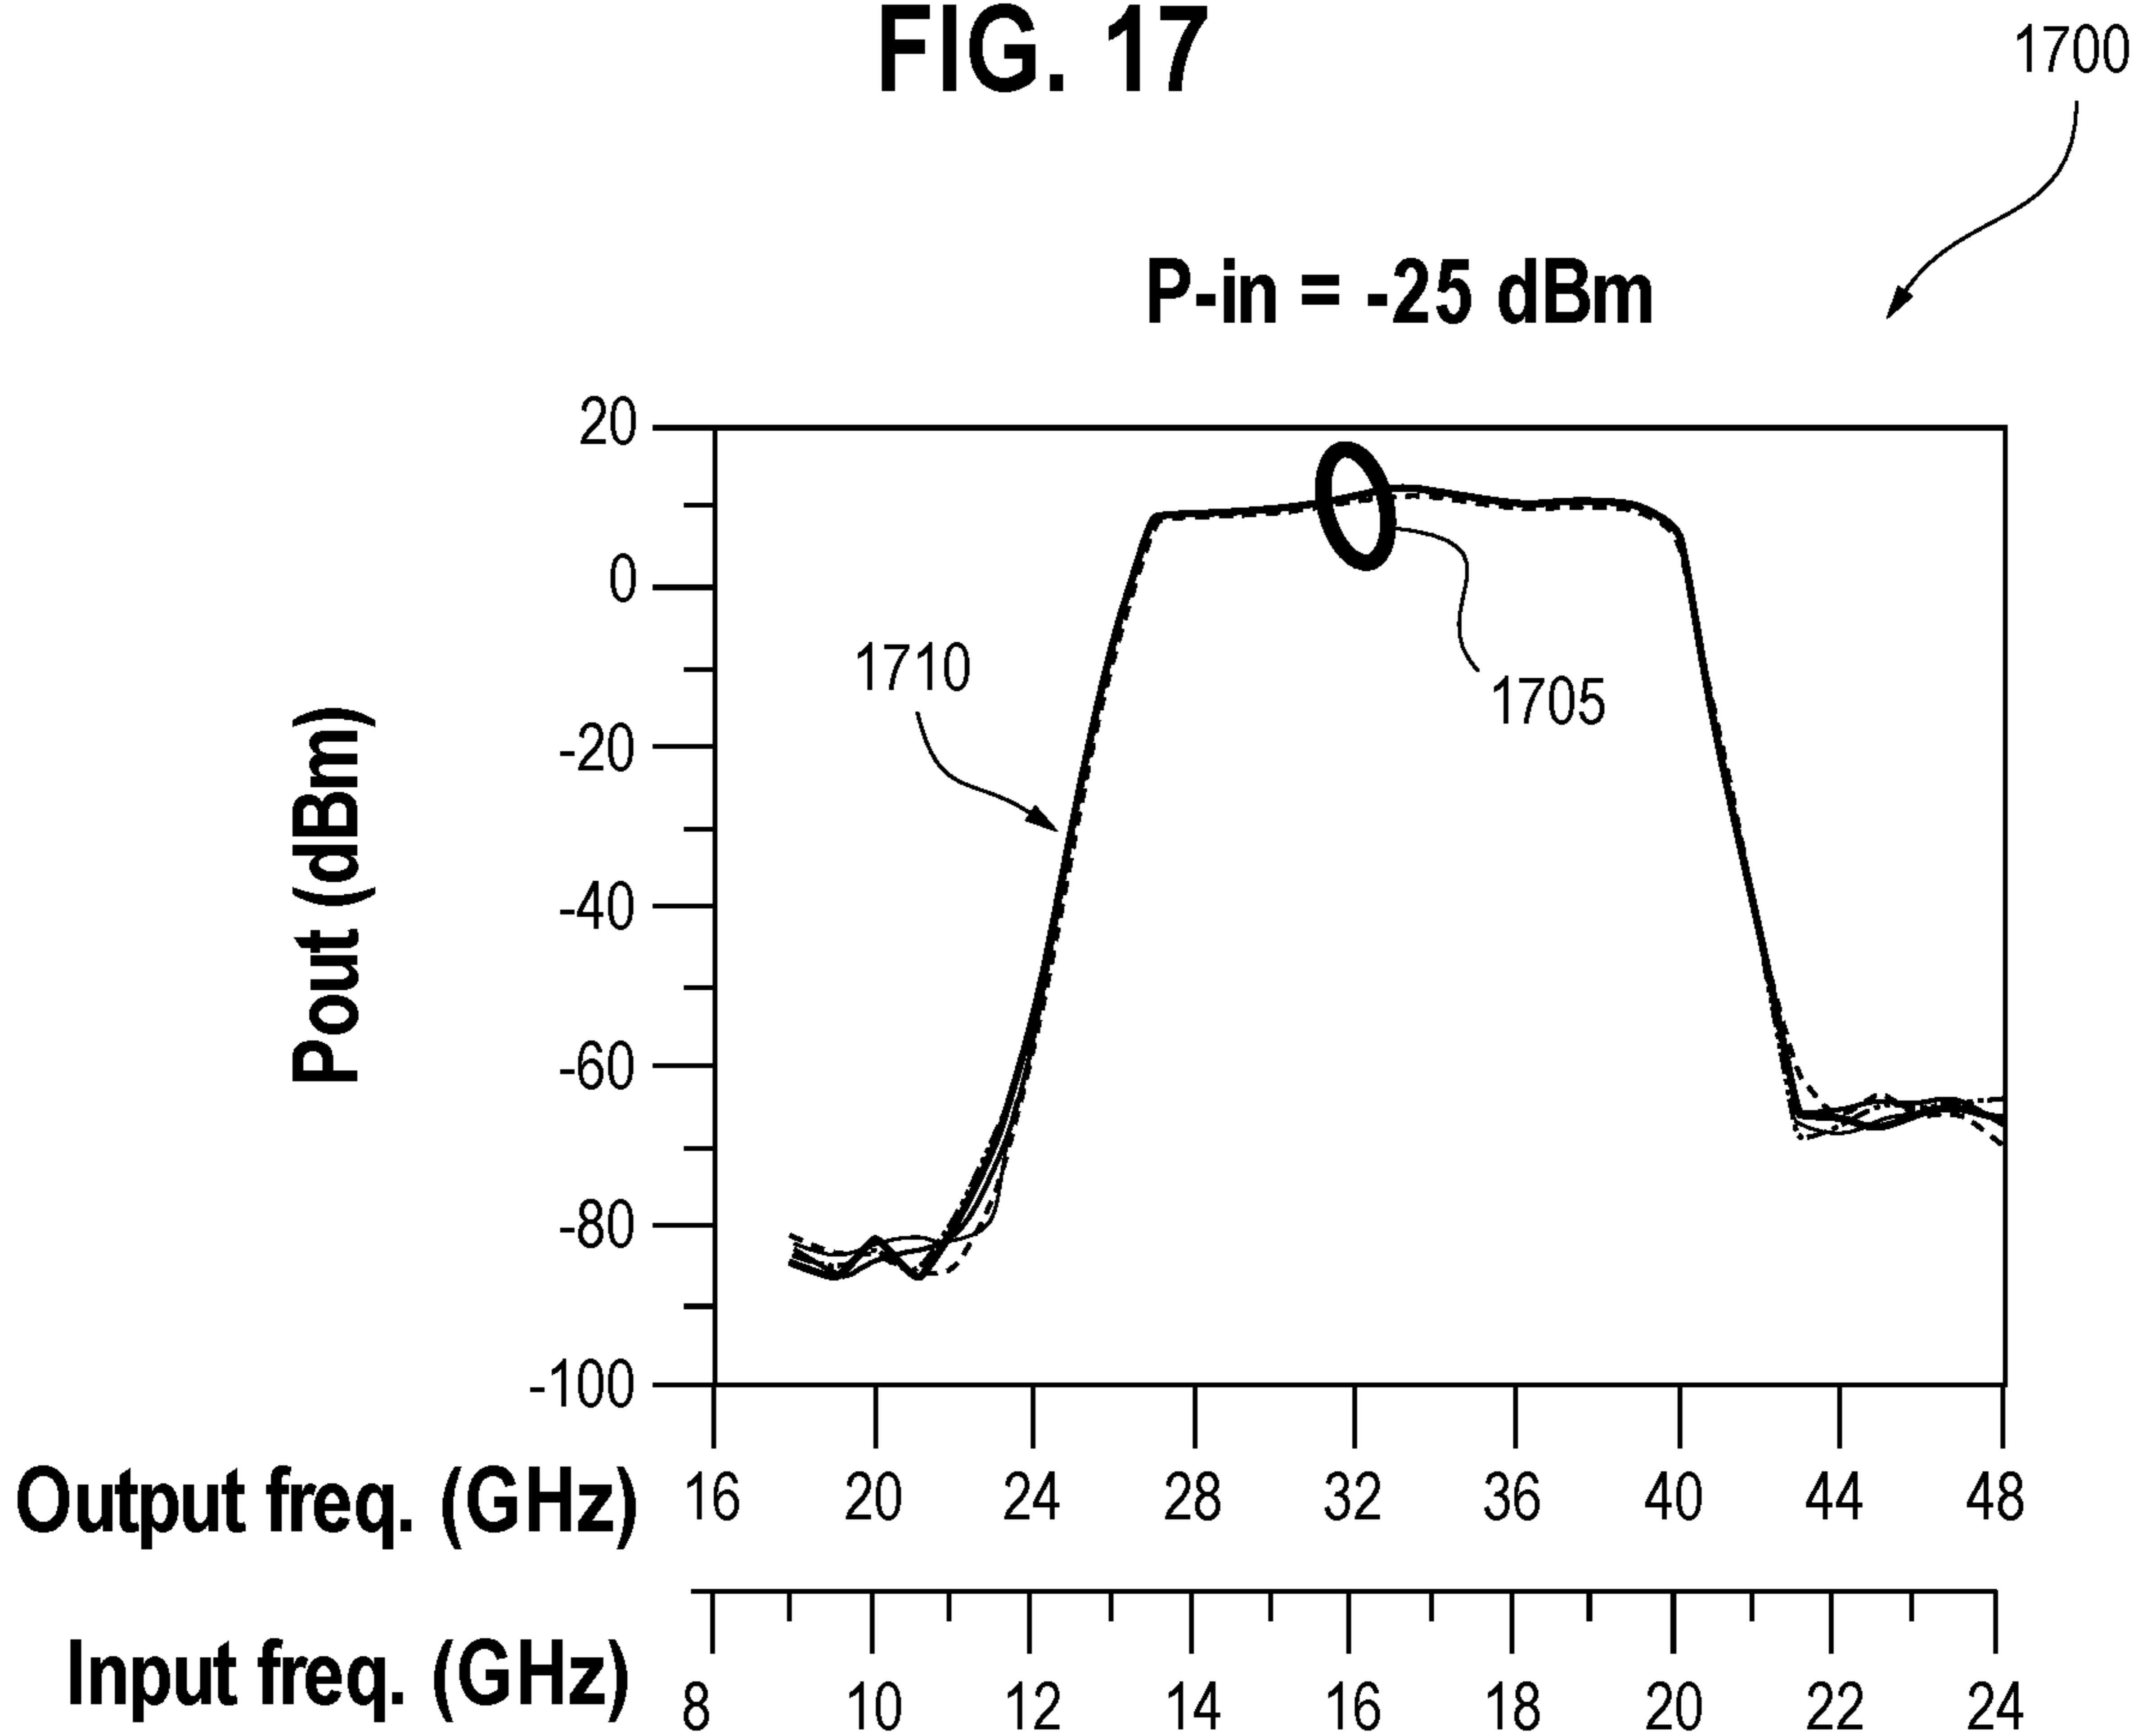 FIG. 17
1700
P-in = -25 dBm
20
0
-20
-40
-60
-80
-100
Pout (dBm)
1710
1705
Output freq. (GHz) 16 20 24 28 32 36 40 44 48
Input freq. (GHz) 8 10 12 14 16 18 20 22 24